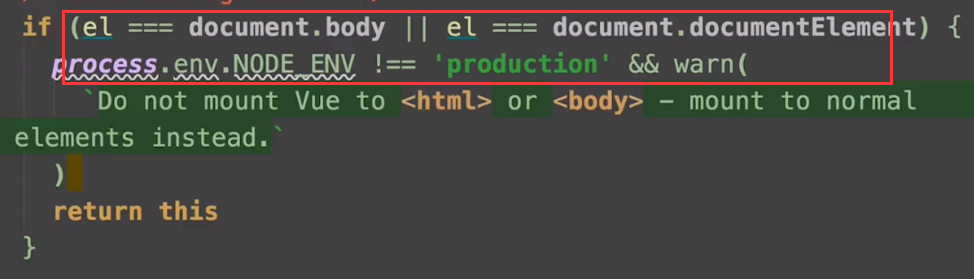 if (el === document.body || el === document.documentElement) {
process.env.NODE_ENV !== 'production' && warn(
`Do not mount Vue to <html> or <body> - mount to normal
elements instead.`
)
return this
}